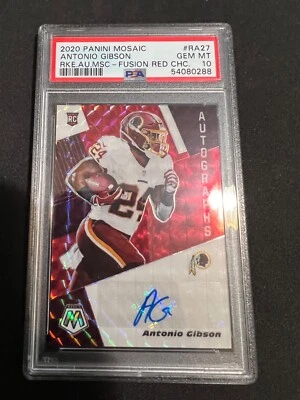 2020 PANINI MOSAIC #RA27
ANTONIO GIBSON GEM MT
RKE.AU.MSC-FUSION RED CHC. 10
PSA 54080288
RC
AUTOGRAPHS
24
AG
M
Antonio Gibson